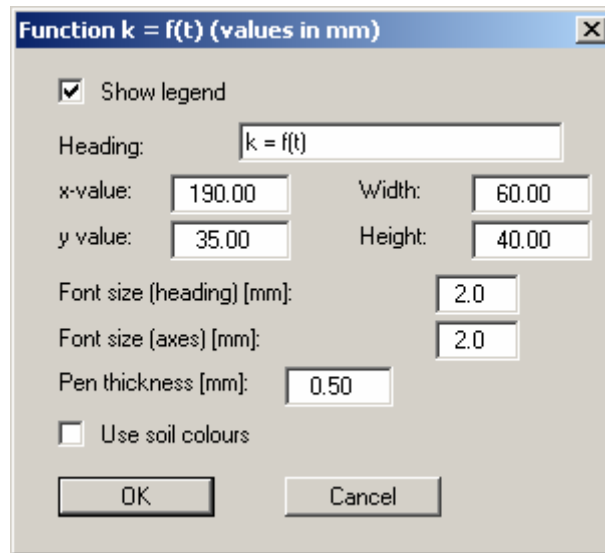 Function k = f(t) (values in mm)
Show legend
Heading: k = f(t)
x-value: 190.00 Width: 60.00
y value: 35.00 Height: 40.00
Font size (heading) [mm]: 2.0
Font size (axes) [mm]: 2.0
Pen thickness [mm]: 0.50
Use soil colours
OK Cancel